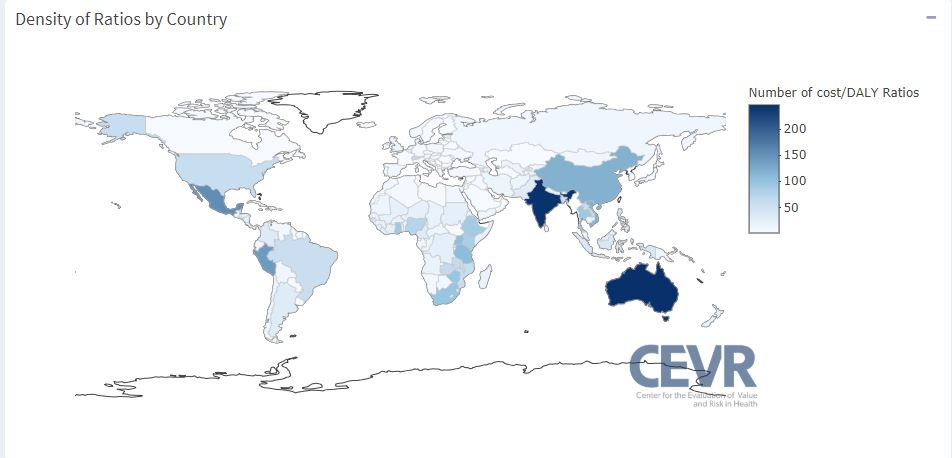 Density of Ratios by Country
Number of cost/DALY Ratios
200
150
100
50
CEVR
Center for the Evaluation of Value
and Risk in Health